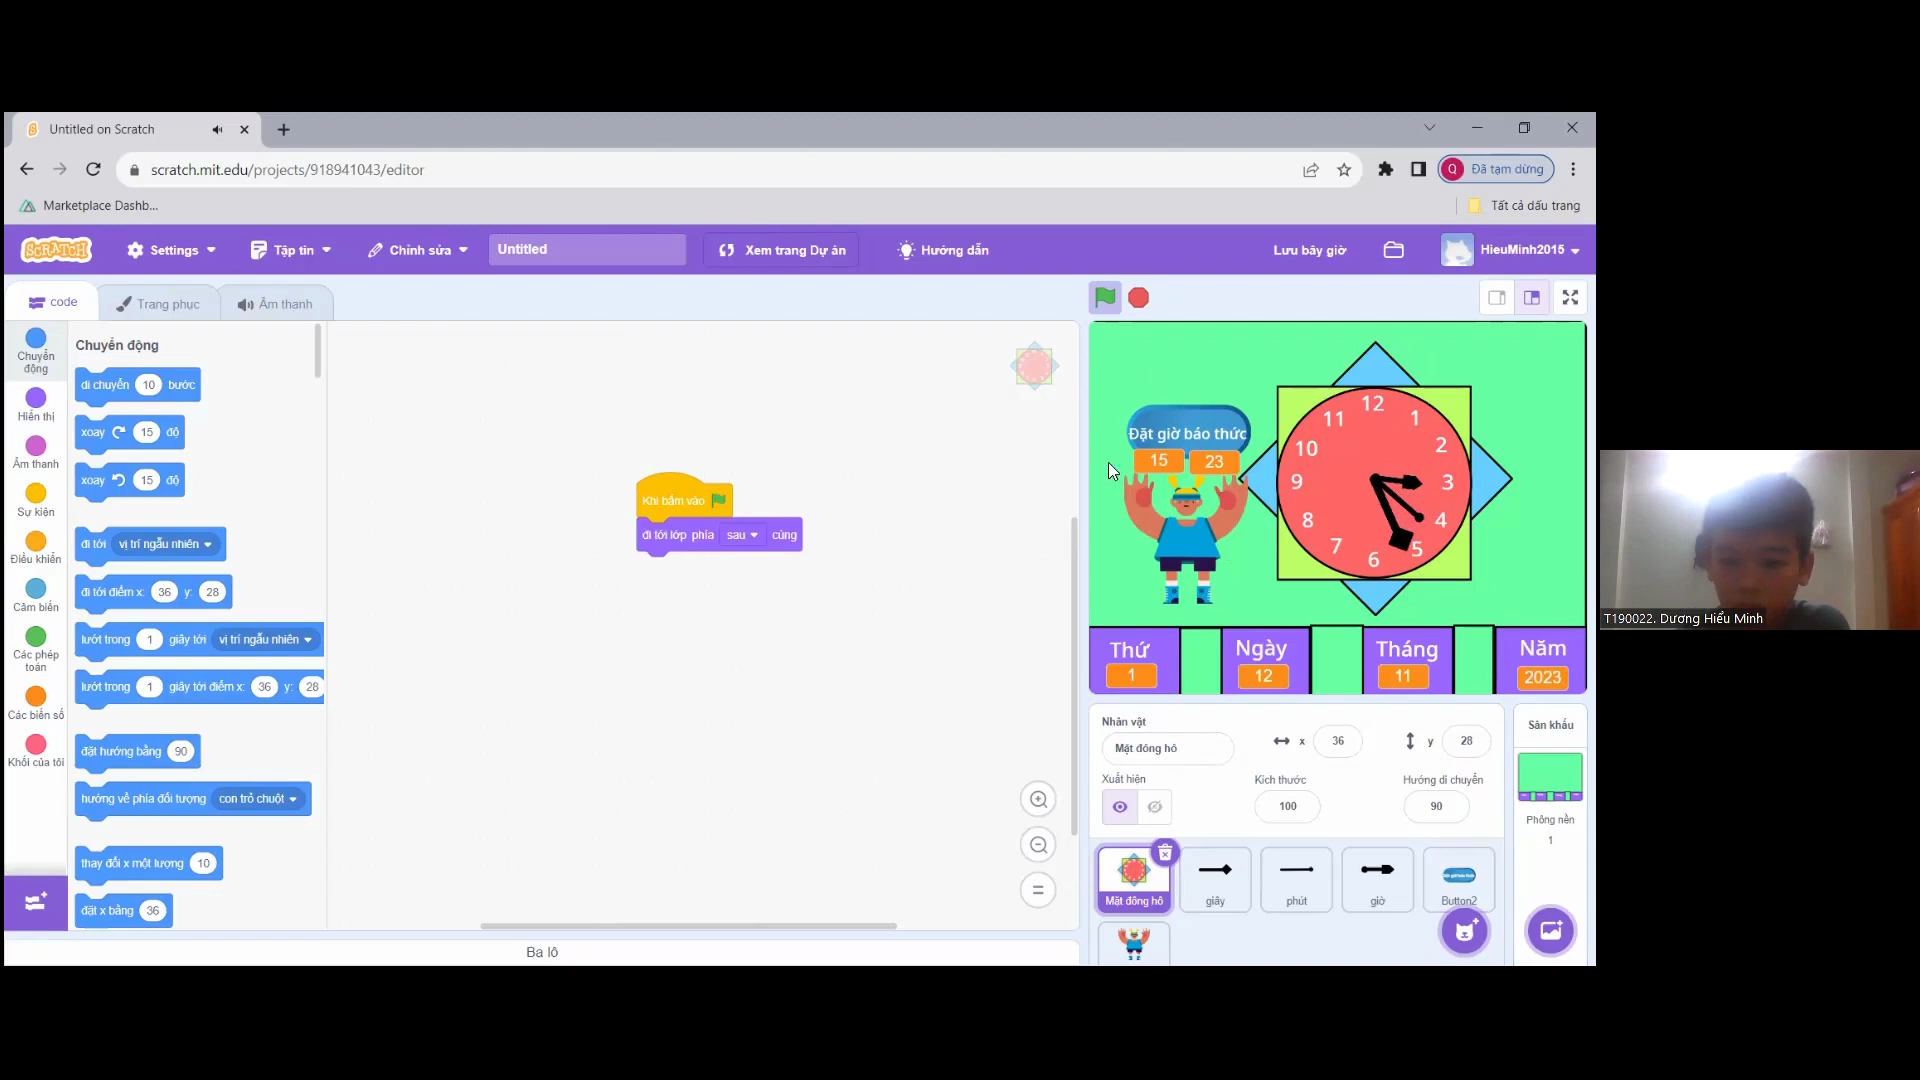 Untitled on Scratch
scratch.mit.edu/projects/918941043/editor
Q Đã tạm dừng
Marketplace Dashb...
Tất cả dấu trang
SCRATCH
Settings
Tập tin
Chỉnh sửa
Untitled
Xem trang Dự án
Hướng dẫn
Lưu bây giờ
HieuMinh2015
code
Trang phục
Âm thanh
Chuyển động
Hiển thị
Âm thanh
Sự kiện
Điều khiển
Cảm biến
Các phép toán
Các biến số
Khối của tôi
Chuyển động
di chuyển 10 bước
xoay 15 độ
xoay 15 độ
đi tới vị trí ngẫu nhiên
đi tới điểm x: 36 y: 28
lướt trong 1 giây tới vị trí ngẫu nhiên
lướt trong 1 giây tới điểm x: 36 y: 28
đặt hướng bằng 90
hướng về phía đối tượng con trỏ chuột
thay đổi x một lượng 10
đặt x bằng 36
Khi bấm vào
đi tới lớp phía sau cùng
Ba lô
Đặt giờ báo thức
15 23
12
1
2
3
4
5
6
7
8
9
10
11
Thứ
1
Ngày
12
Tháng
11
Năm
2023
Nhân vật
Mặt đồng hồ
x 36
y 28
Xuất hiện
Kích thước
100
Hướng di chuyển
90
Mặt đồng hồ
giây
phút
giờ
Đặt giờ báo thức
Button2
Sân khấu
Phông nền
1
T190022. Dương Hiểu Minh